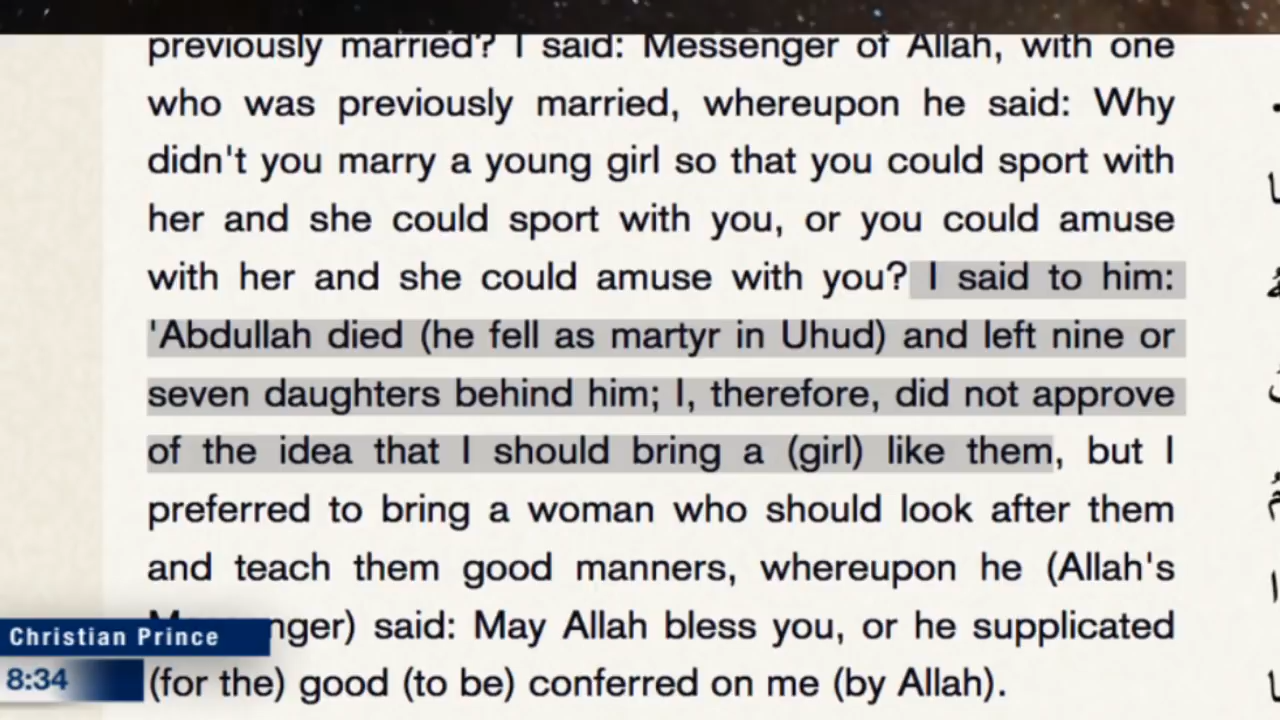 previously married? I said: Messenger of Allah, with one
who was previously married, whereupon he said: Why
didn't you marry a young girl so that you could sport with
her and she could sport with you, or you could amuse
with her and she could amuse with you? I said to him:
'Abdullah died (he fell as martyr in Uhud) and left nine or
seven daughters behind him; I, therefore, did not approve
of the idea that I should bring a (girl) like them, but I
preferred to bring a woman who should look after them
and teach them good manners, whereupon he (Allah's
said: May Allah bless you, or he supplicated
(for the) good (to be) conferred on me (by Allah).
Christian Prince
8:34